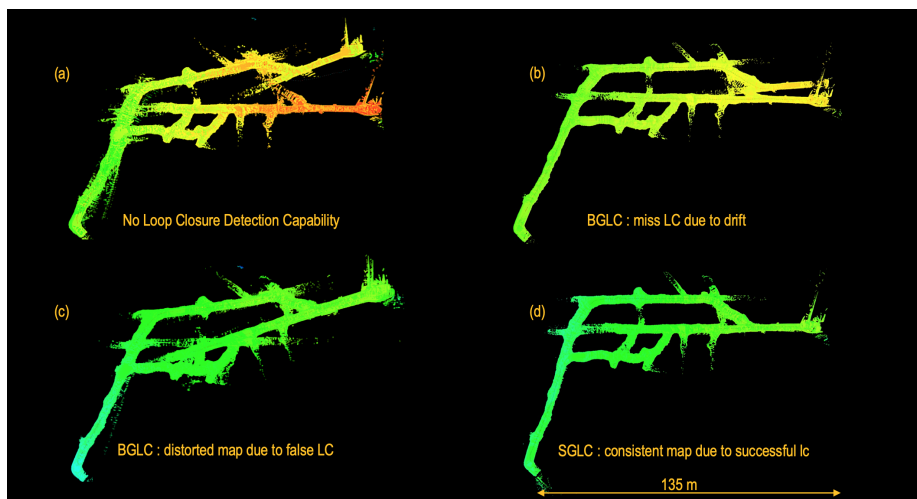 (a)
(b)
No Loop Closure Detection Capability
BGLC : miss LC due to drift
(c)
(d)
BGLC : distorted map due to false LC
SGLC : consistent map due to successful lc
135 m